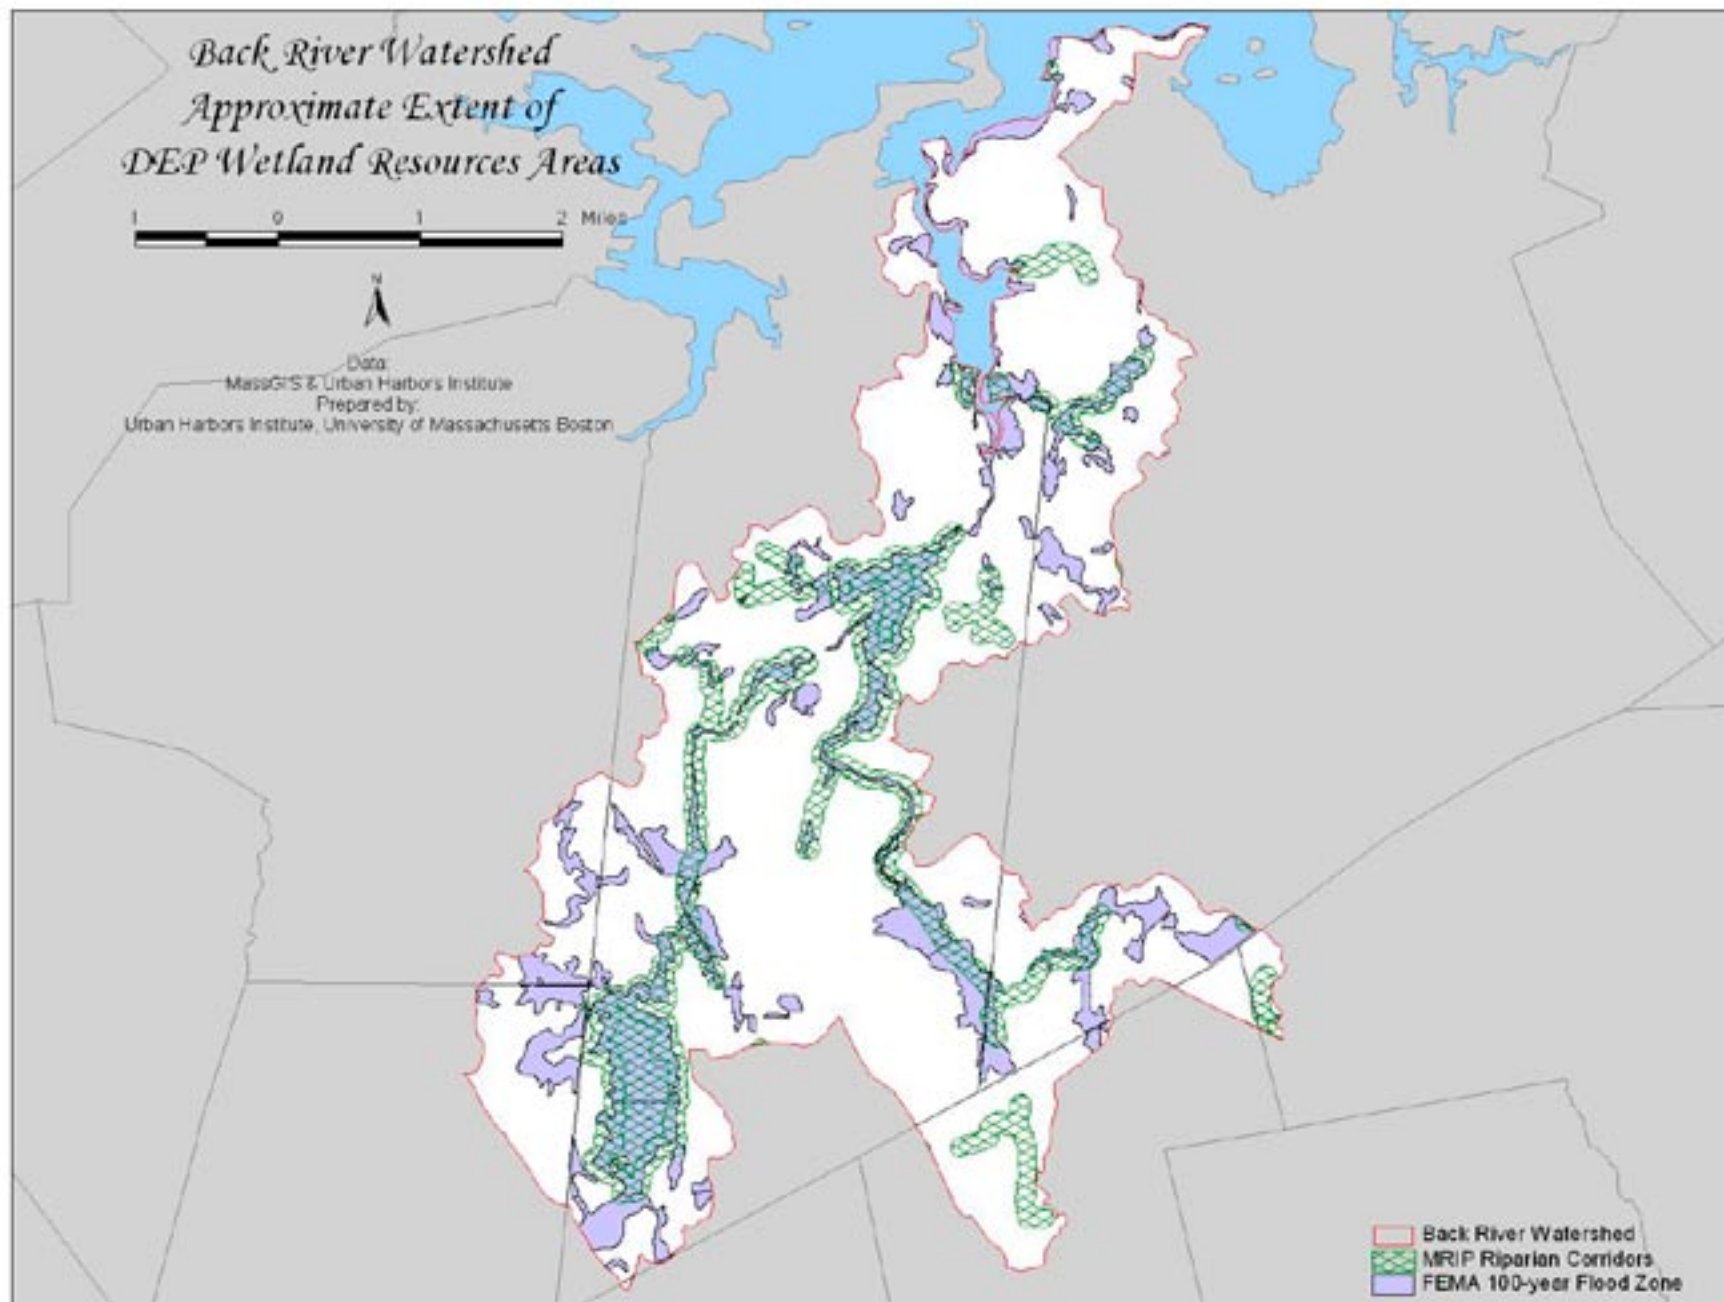 Back River Watershed
Approximate Extent of
DEP Wetland Resources Areas
1 0 1 2 Miles
N
Data:
MassGIS & Urban Harbors Institute
Prepared by:
Urban Harbors Institute, University of Massachusetts Boston
Back River Watershed
MRIP Riparian Corridors
FEMA 100-year Flood Zone